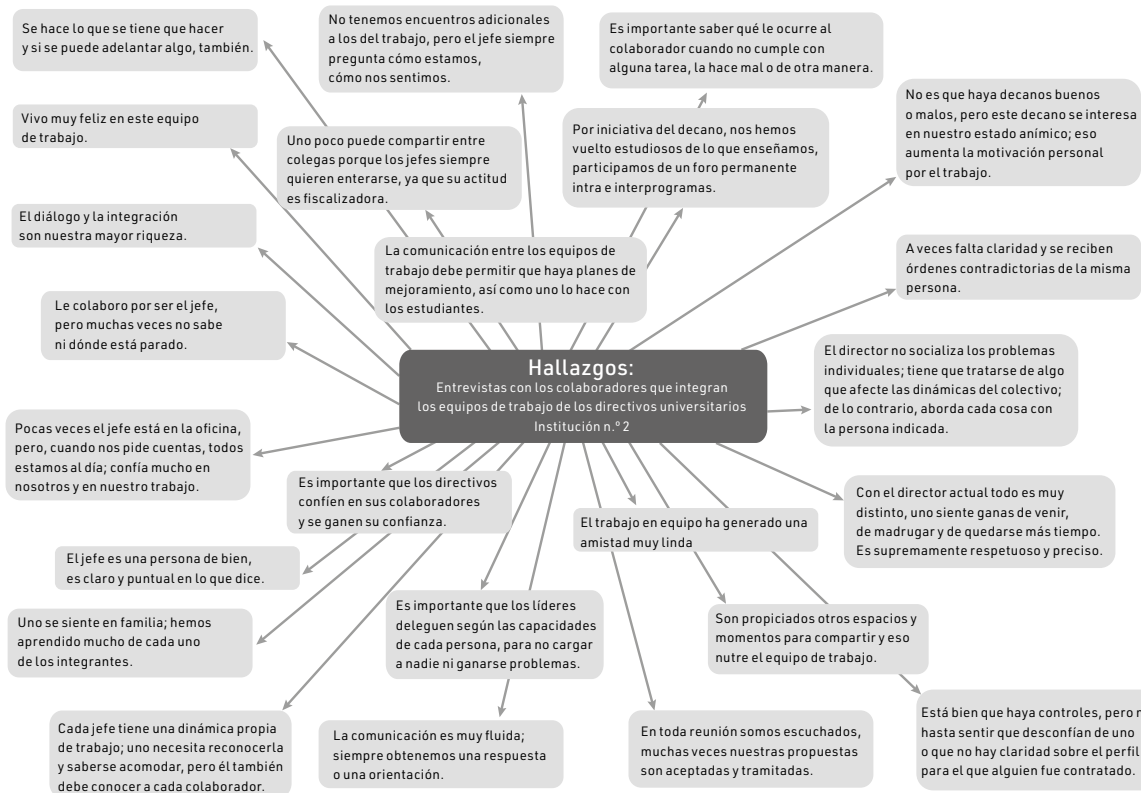 Se hace lo que se tiene que hacer
y si se puede adelantar algo, también.
No tenemos encuentros adicionales
a los del trabajo, pero el jefe siempre
pregunta cómo estamos,
cómo nos sentimos.
Es importante saber qué le ocurre al
colaborador cuando no cumple con
alguna tarea, la hace mal o de otra manera.
No es que haya decanos buenos
o malos, pero este decano se interesa
en nuestro estado anímico; eso
aumenta la motivación personal
por el trabajo.
Vivo muy feliz en este equipo
de trabajo.
Uno poco puede compartir entre
colegas porque los jefes siempre
quieren enterarse, ya que su actitud
es fiscalizadora.
Por iniciativa del decano, nos hemos
vuelto estudiosos de lo que enseñamos,
participamos de un foro permanente
intra e interprogramas.
El diálogo y la integración
son nuestra mayor riqueza.
La comunicación entre los equipos de
trabajo debe permitir que haya planes de
mejoramiento, así como uno lo hace con
los estudiantes.
A veces falta claridad y se reciben
órdenes contradictorias de la misma
persona.
Le colaboro por ser el jefe,
pero muchas veces no sabe
ni dónde está parado.
Hallazgos:
Entrevistas con los colaboradores que integran
los equipos de trabajo de los directivos universitarios
Institución n.º 2
El director no socializa los problemas
individuales; tiene que tratarse de algo
que afecte las dinámicas del colectivo;
de lo contrario, aborda cada cosa con
la persona indicada.
Pocas veces el jefe está en la oficina,
pero, cuando nos pide cuentas, todos
estamos al día; confía mucho en
nosotros y en nuestro trabajo.
Es importante que los directivos
confíen en sus colaboradores
y se ganen su confianza.
El trabajo en equipo ha generado una
amistad muy linda
Con el director actual todo es muy
distinto, uno siente ganas de venir,
de madrugar y de quedarse más tiempo.
Es supremamente respetuoso y preciso.
El jefe es una persona de bien,
es claro y puntual en lo que dice.
Uno se siente en familia; hemos
aprendido mucho de cada uno
de los integrantes.
Es importante que los líderes
deleguen según las capacidades
de cada persona, para no cargar
a nadie ni ganarse problemas.
Son propiciados otros espacios y
momentos para compartir y eso
nutre el equipo de trabajo.
Cada jefe tiene una dinámica propia
de trabajo; uno necesita reconocerla
y saberse acomodar, pero él también
debe conocer a cada colaborador.
La comunicación es muy fluida;
siempre obtenemos una respuesta
o una orientación.
En toda reunión somos escuchados,
muchas veces nuestras propuestas
son aceptadas y tramitadas.
Está bien que haya controles, pero
hasta sentir que desconfían de uno
o que no hay claridad sobre el perfil
para el que alguien fue contratado.